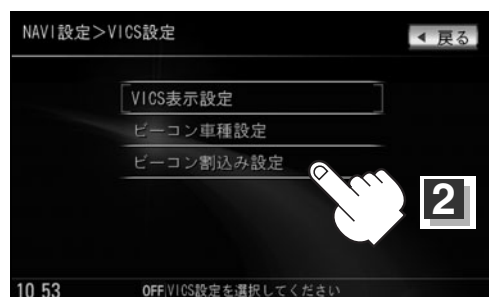 NAVI設定>VICS設定
◀ 戻る
VICS表示設定
ビーコン車種設定
ビーコン割込み設定
2
10 53 OFF VICS設定を選択してください